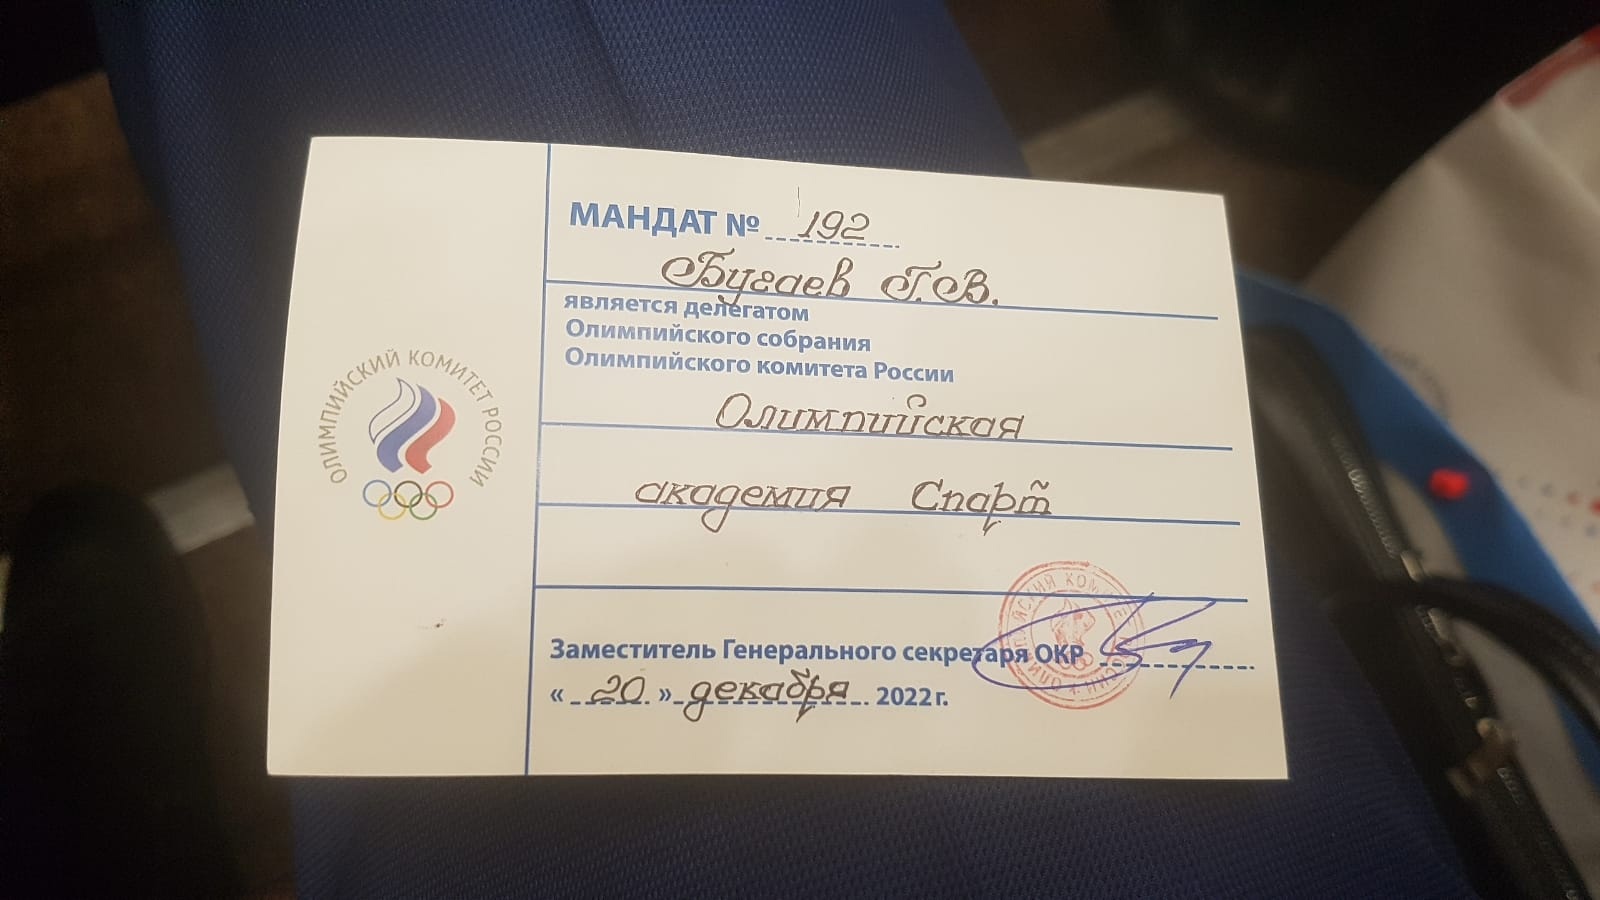 ОЛИМПИЙСКИЙ КОМИТЕТ РОССИИ
МАНДАТ № 192
Бугаев Г.В.
является делегатом
Олимпийского собрания
Олимпийского комитета России
Олимпийская
академия Спорт
Заместитель Генерального секретаря ОКР
« 20 » декабря 2022 г.